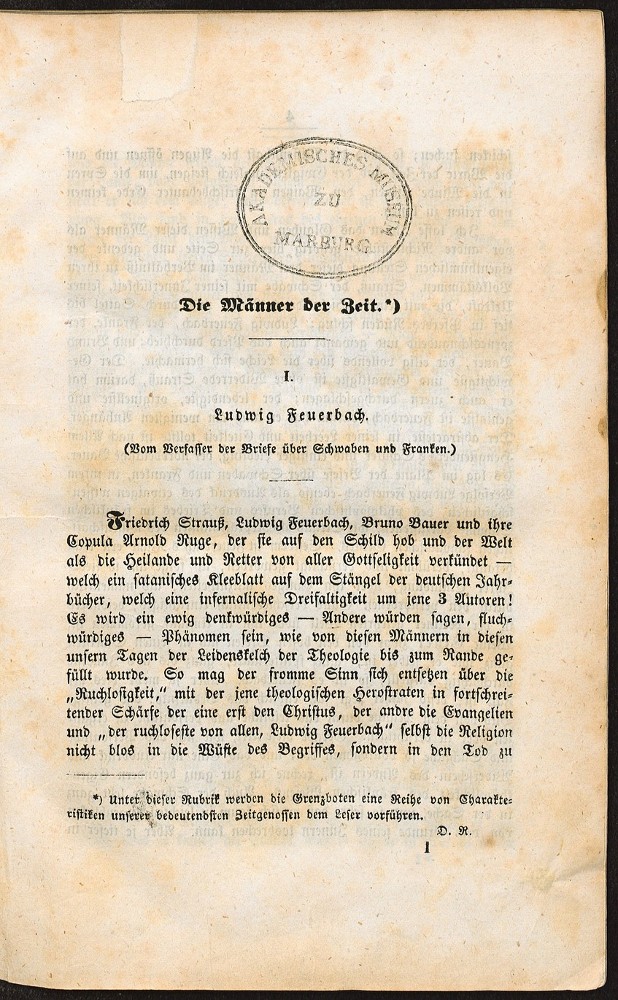 AKADEMISCHES MUSEUM
ZU
MARBURG
Die Männer der Zeit.*)
I.
Ludwig Feuerbach.
(Vom Verfasser der Briefe über Schwaben und Franken.)
Friedrich Strauß, Ludwig Feuerbach, Bruno Bauer und ihre
Copula Arnold Ruge, der sie auf den Schild hob und der Welt
als die Heilande und Retter von aller Gottseligkeit verkündet —
welch ein satanisches Kleeblatt auf dem Stängel der deutschen Jahr-
bücher, welch eine infernalische Dreifaltigkeit um jene 3 Autoren!
Es wird ein ewig denkwürdiges — Andere würden sagen, fluch-
würdiges — Phänomen sein, wie von diesen Männern in diesen
unsern Tagen der Leidenskelch der Theologie bis zum Rande ge-
füllt wurde. So mag der fromme Sinn sich entsetzen über die
„Ruchlosigkeit,“ mit der jene theologischen Herostraten in fortschrei-
tender Schärfe der eine erst den Christus, der andre die Evangelien
und „der ruchloseste von allen, Ludwig Feuerbach“ selbst die Religion
nicht blos in die Wüste des Begriffes, sondern in den Tod zu
*) Unter dieser Rubrik werden die Grenzboten eine Reihe von Charakte-
ristiken unserer bedeutendsten Zeitgenossen dem Leser vorführen.
D. R.
1